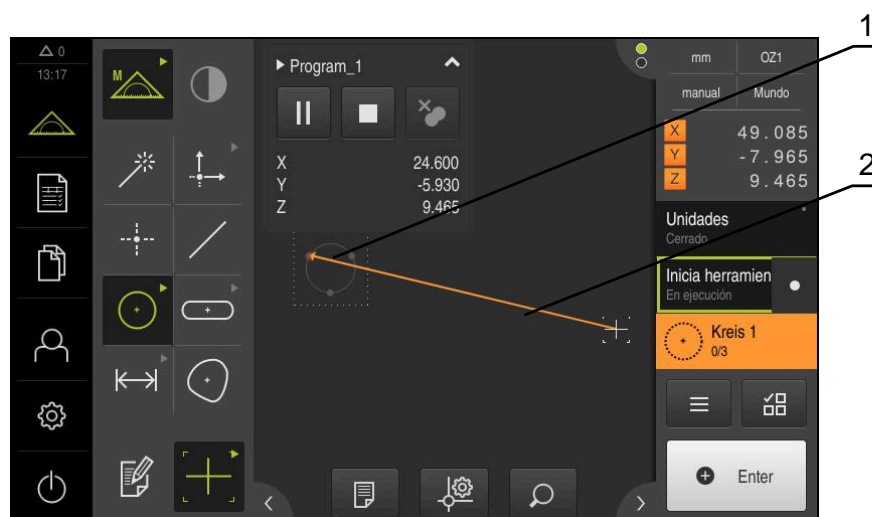 1
0
13:17
M
Program_1
X 24.600
Y -5.930
Z 9.465
mm OZ1
manual Mundo
X 49.085
Y -7.965
Z 9.465
2
Unidades
Cerrado
Inicia herramien
En ejecución
Kreis 1
0/3
Enter